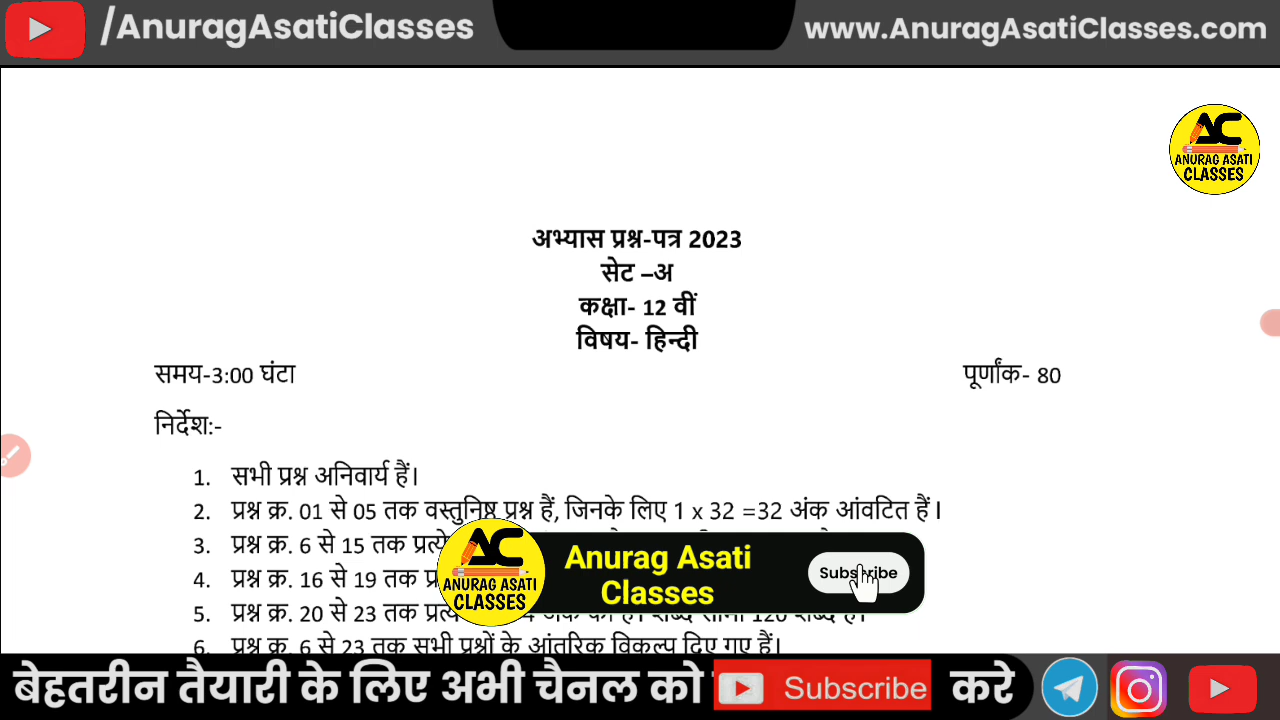 /AnuragAsatiClasses
www.AnuragAsatiClasses.com
AC
ANURAG ASATI
CLASSES
अभ्यास प्रश्न-पत्र 2023
सेट –अ
कक्षा- 12 वीं
विषय- हिन्दी
समय-3:00 घंटा
पूर्णांक- 80
निर्देश:-
1. सभी प्रश्न अनिवार्य हैं।
2. प्रश्न क्र. 01 से 05 तक वस्तुनिष्ठ प्रश्न हैं, जिनके लिए 1 x 32 =32 अंक आंवटित हैं ।
3. प्रश्न क्र. 6 से 15 तक
4. प्रश्न क्र. 16 से 19 तक
5. प्रश्न क्र. 20 से 23 तक
6. प्रश्न क्र. 6 से 23 तक सभी प्रश्नों के आंतरिक विकल्प दिए गए हैं।
AC
ANURAG ASATI
CLASSES
Anurag Asati
Classes
Subscribe
बेहतरीन तैयारी के लिए अभी चैनल को Subscribe करे